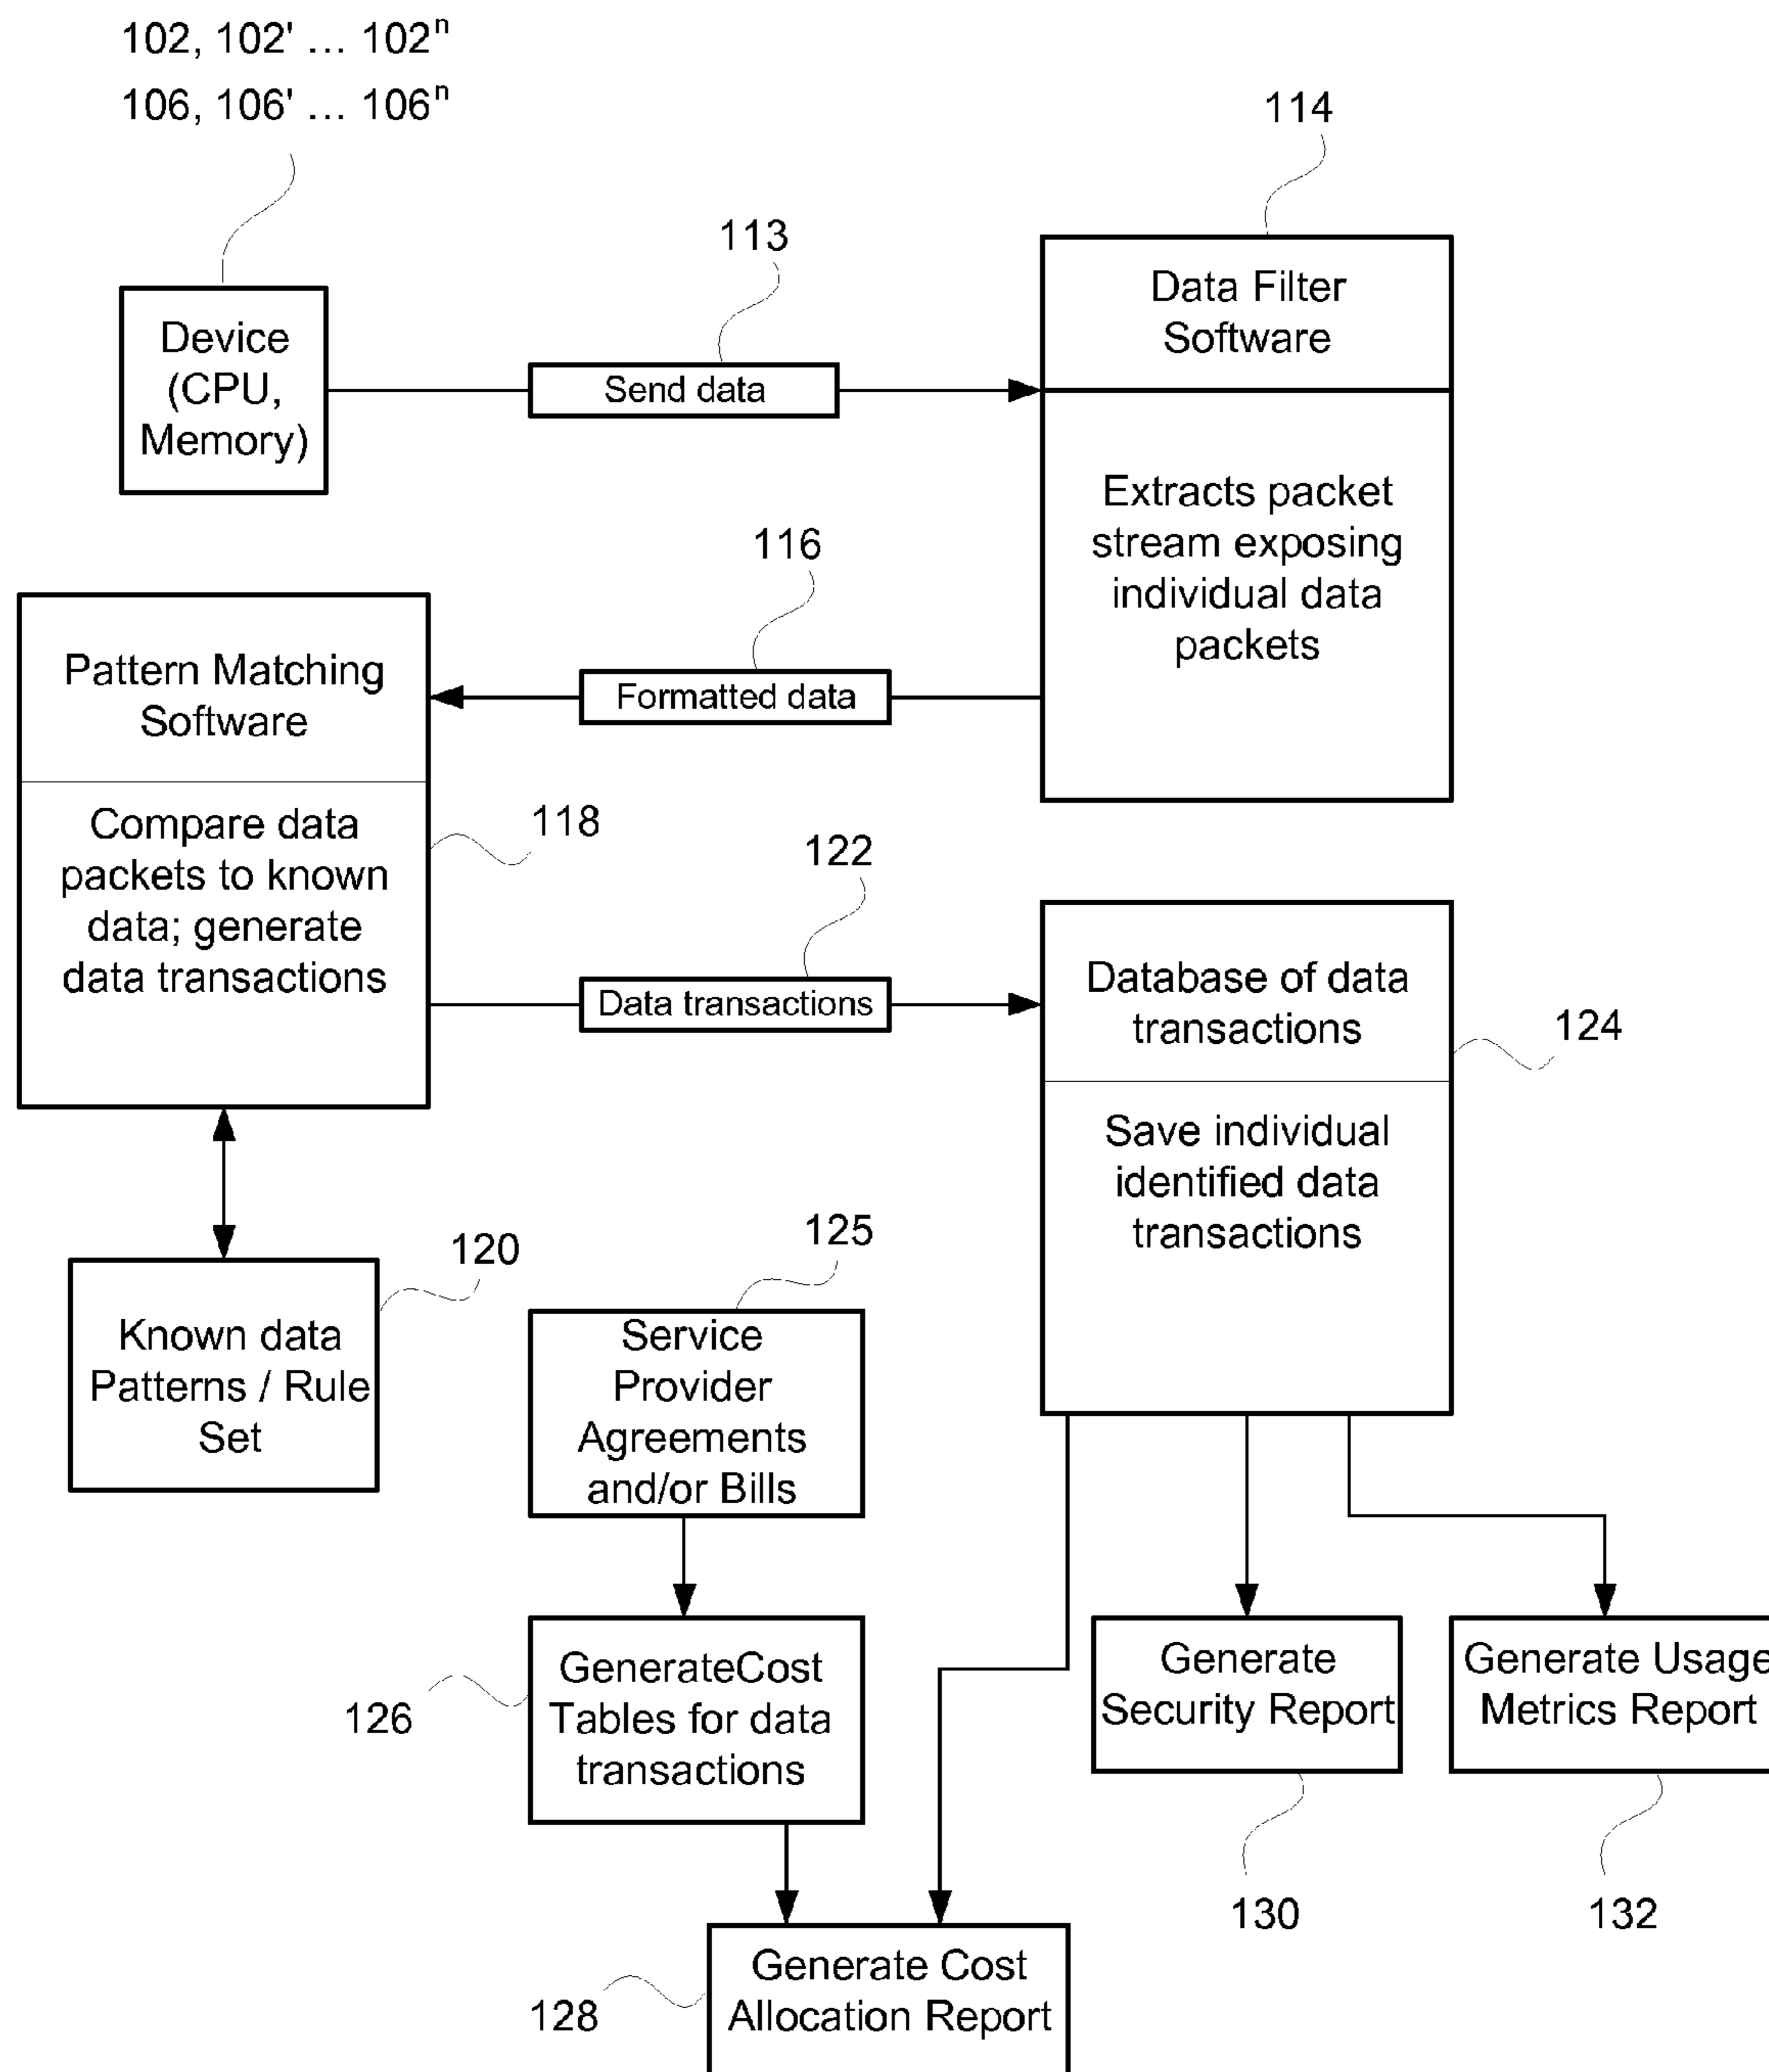 102, 102' ... 102ⁿ
106, 106' ... 106ⁿ
114
113
Device
(CPU,
Memory)
Send data
Data Filter
Software
Extracts packet
stream exposing
individual data
packets
116
Formatted data
Pattern Matching
Software
Compare data
packets to known
data; generate
data transactions
118
122
Data transactions
Database of data
transactions
124
Save individual
identified data
transactions
120
Known data
Patterns / Rule
Set
125
Service
Provider
Agreements
and/or Bills
GenerateCost
Tables for data
transactions
126
Generate
Security Report
Generate Usage
Metrics Report
130
132
Generate Cost
Allocation Report
128